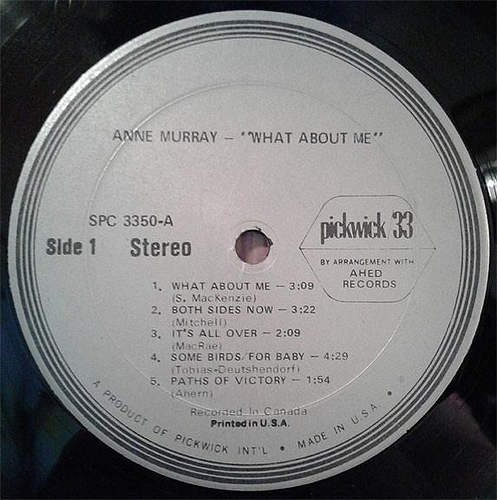 ANNE MURRAY – "WHAT ABOUT ME"
SPC 3350-A
Side 1 Stereo
pickwick 33
BY ARRANGEMENT WITH
AHED
RECORDS
1. WHAT ABOUT ME – 3:09
(S. MacKenzie)
2. BOTH SIDES NOW – 3:22
(Mitchell)
3. IT'S ALL OVER – 2:09
(MacRae)
4. SOME BIRDS/FOR BABY – 4:29
(Tobias-Deutshendorf)
5. PATHS OF VICTORY – 1:54
(Ahern)
Recorded In Canada
Printed in U.S.A.
A PRODUCT OF PICKWICK INT'L • MADE IN U.S.A. •